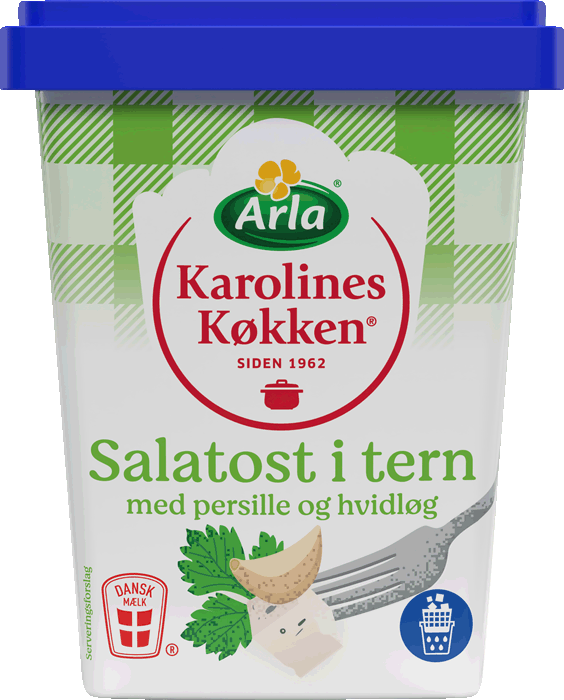 Arla®
Karolines
Køkken®
SIDEN 1962
Salatost i tern
med persille og hvidløg
Serveringsforslag
DANSK
MÆLK
®